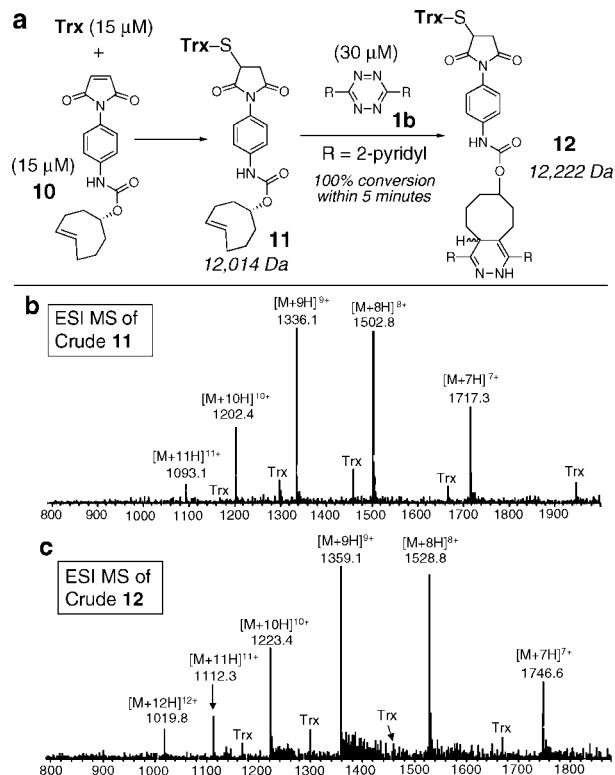 a
Trx (15 μM)
+
O
N
O
(15 μM)
10
HN
O
O
Trx–S
O
N
O
HN
O
O
11
12,014 Da
(30 μM)
N=N
R
R
N–N
1b
R = 2-pyridyl
100% conversion
within 5 minutes
Trx–S
O
N
O
HN
O
O
12
12,222 Da
H
R
R
N–NH
b
ESI MS of
Crude 11
[M+11H]11+
1093.1
Trx
[M+10H]10+
1202.4
Trx
[M+9H]9+
1336.1
Trx
[M+8H]8+
1502.8
Trx
[M+7H]7+
1717.3
Trx
800 900 1000 1100 1200 1300 1400 1500 1600 1700 1800 1900
c
ESI MS of
Crude 12
[M+12H]12+
1019.8
[M+11H]11+
1112.3
Trx
[M+10H]10+
1223.4
Trx
[M+9H]9+
1359.1
Trx
[M+8H]8+
1528.8
Trx
[M+7H]7+
1746.6
800 900 1000 1100 1200 1300 1400 1500 1600 1700 1800